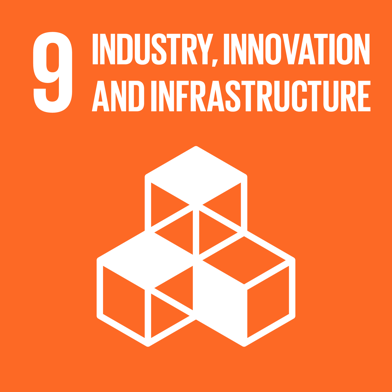 9 INDUSTRY, INNOVATION
AND INFRASTRUCTURE